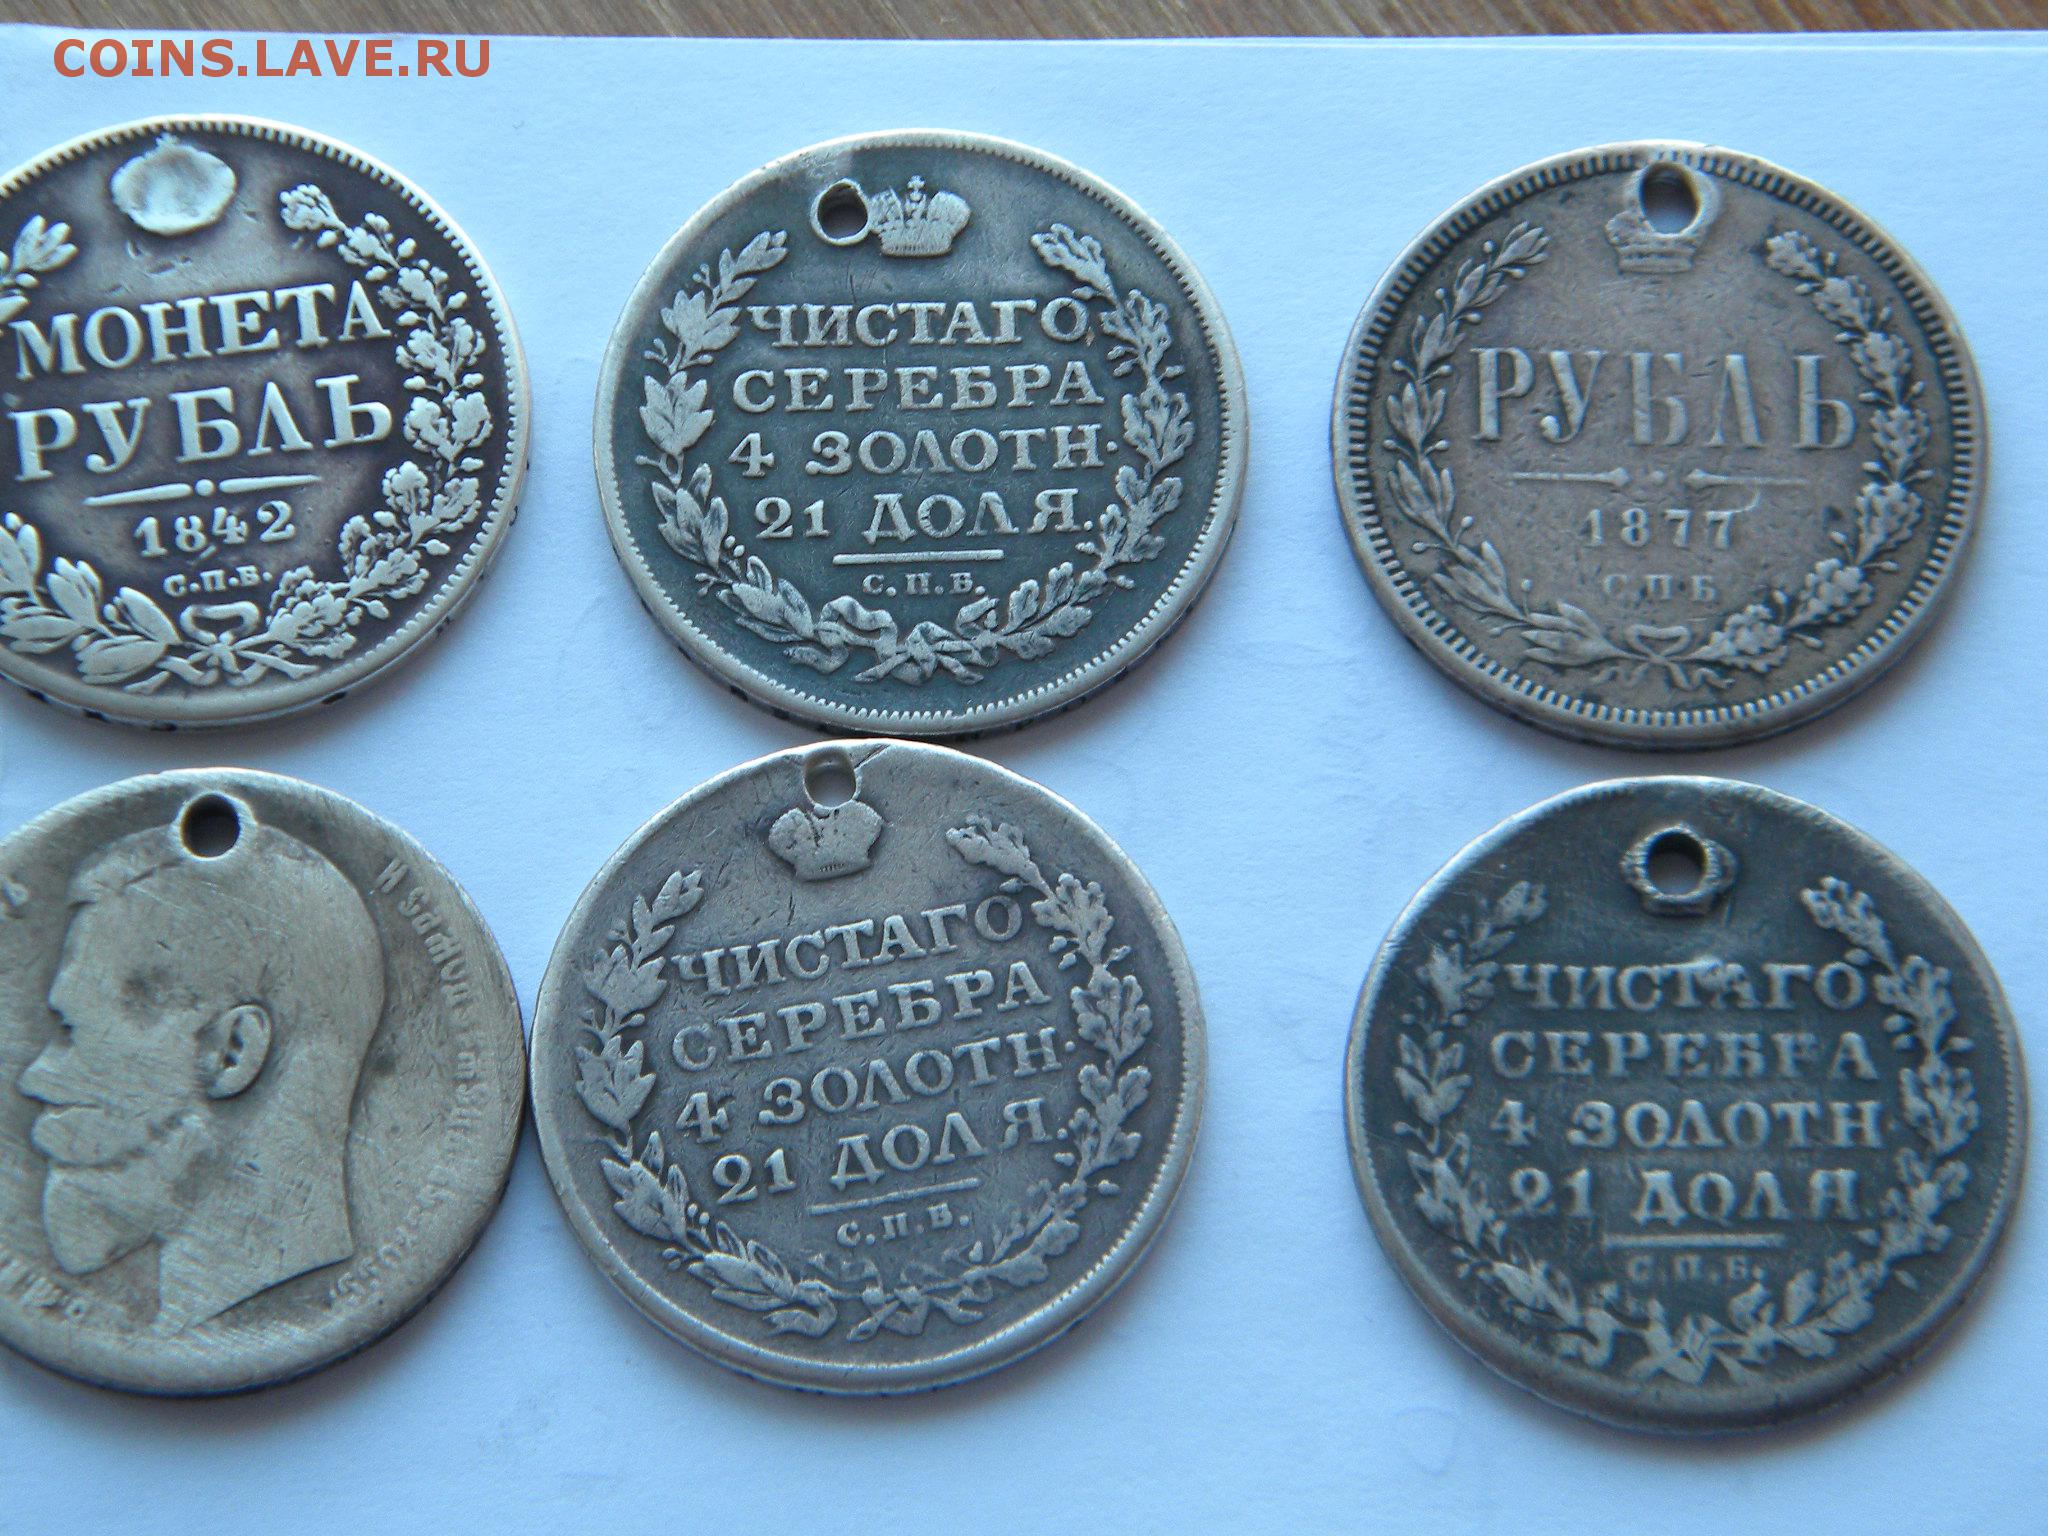 COINS.LAVE.RU
МОНЕТА
РУБЛЬ
1842
С.П.Б.
ЧИСТАГО
СЕРЕБРА
4 ЗОЛОТН.
21 ДОЛЯ.
С.П.Б.
РУБЛЬ
1877
С.П.Б
ЧИСТАГО
СЕРЕБРА
4 ЗОЛОТН.
21 ДОЛЯ.
С.П.Б.
ЧИСТАГО
СЕРЕБРА
4 ЗОЛОТН.
21 ДОЛЯ.
С.П.Б.